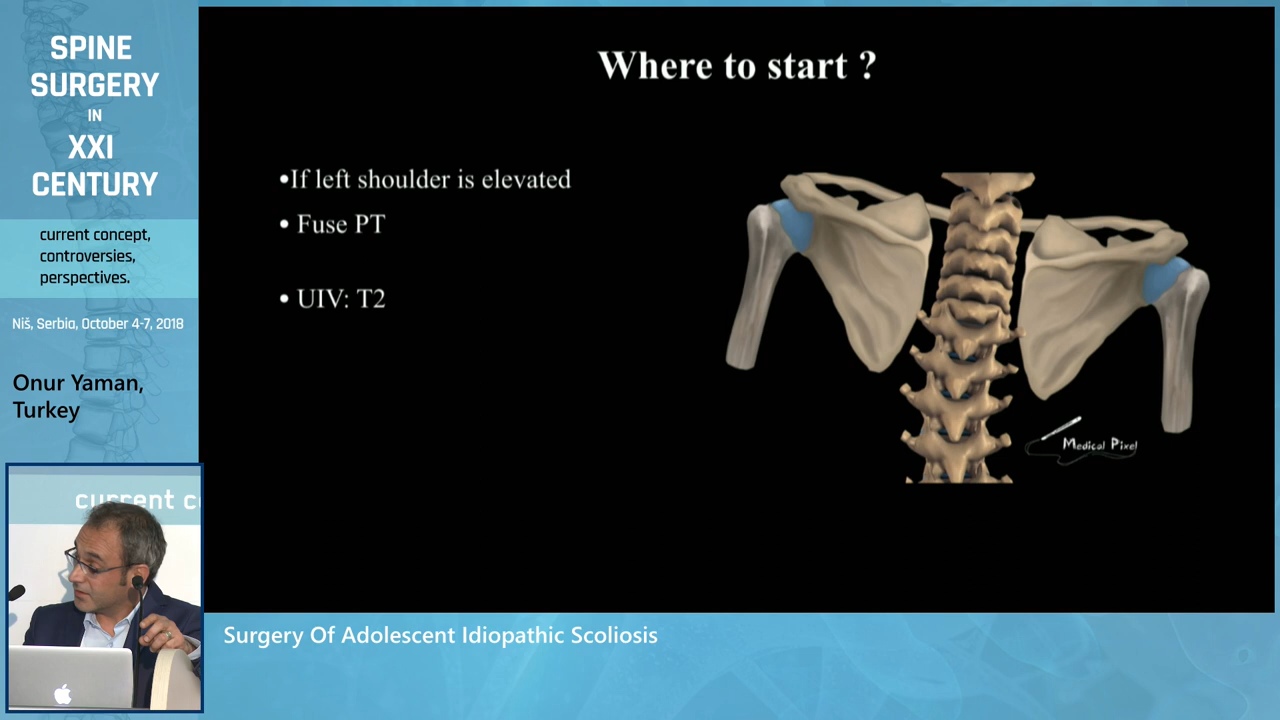 SPINE
SURGERY
IN
XXI
CENTURY
current concept,
controversies,
perspectives.
Niš, Serbia, October 4-7, 2018
Onur Yaman,
Turkey
current c
Where to start ?
•If left shoulder is elevated
• Fuse PT
• UIV: T2
Medical Pixel
Surgery Of Adolescent Idiopathic Scoliosis